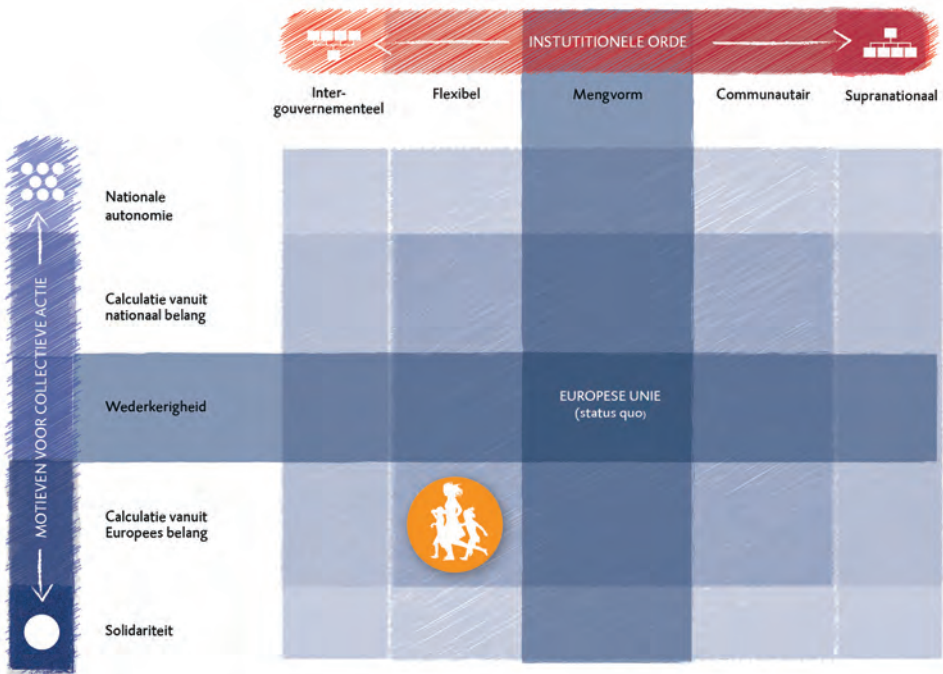 INSTUTITIONELE ORDE
Inter-
gouvernementeel
Flexibel
Mengvorm
Communautair
Supranationaal
MOTIEVEN VOOR COLLECTIEVE ACTIE
Nationale
autonomie
Calculatie vanuit
nationaal belang
Wederkerigheid
EUROPESE UNIE
(status quo)
Calculatie vanuit
Europees belang
Solidariteit